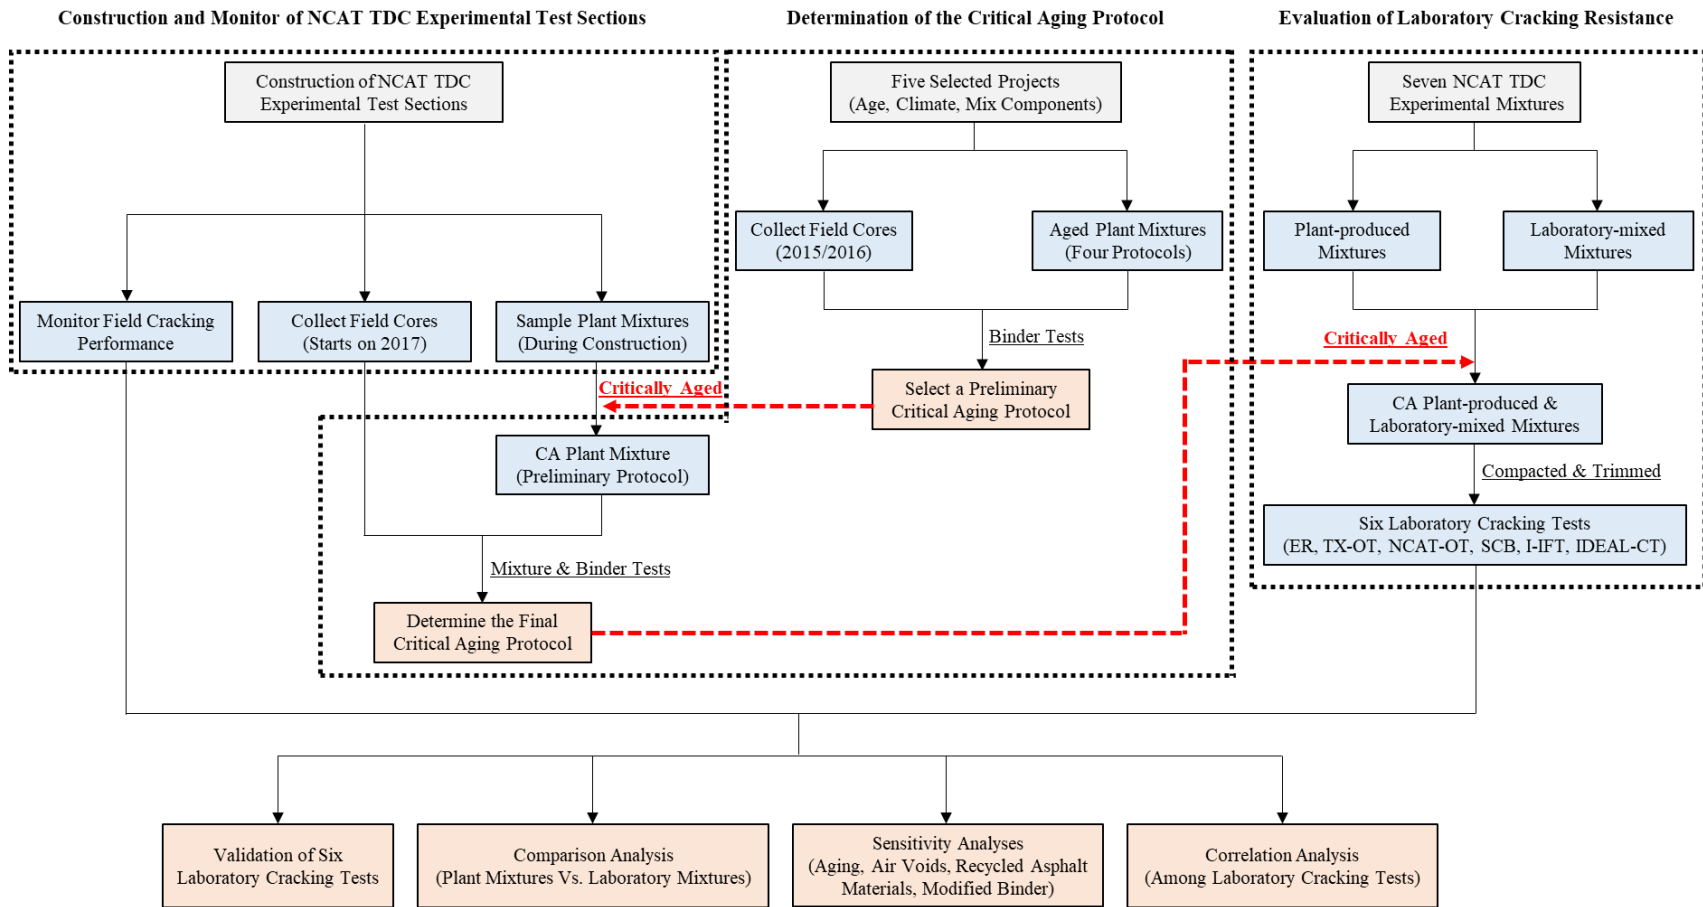 Construction and Monitor of NCAT TDC Experimental Test Sections
Determination of the Critical Aging Protocol
Evaluation of Laboratory Cracking Resistance
Construction of NCAT TDC
Experimental Test Sections
Five Selected Projects
(Age, Climate, Mix Components)
Seven NCAT TDC
Experimental Mixtures
Collect Field Cores
(2015/2016)
Aged Plant Mixtures
(Four Protocols)
Plant-produced
Mixtures
Laboratory-mixed
Mixtures
Monitor Field Cracking
Performance
Collect Field Cores
(Starts on 2017)
Sample Plant Mixtures
(During Construction)
Binder Tests
Critically Aged
Critically Aged
Select a Preliminary
Critical Aging Protocol
CA Plant-produced &
Laboratory-mixed Mixtures
CA Plant Mixture
(Preliminary Protocol)
Compacted & Trimmed
Six Laboratory Cracking Tests
(ER, TX-OT, NCAT-OT, SCB, I-IFT, IDEAL-CT)
Mixture & Binder Tests
Determine the Final
Critical Aging Protocol
Validation of Six
Laboratory Cracking Tests
Comparison Analysis
(Plant Mixtures Vs. Laboratory Mixtures)
Sensitivity Analyses
(Aging, Air Voids, Recycled Asphalt
Materials, Modified Binder)
Correlation Analysis
(Among Laboratory Cracking Tests)